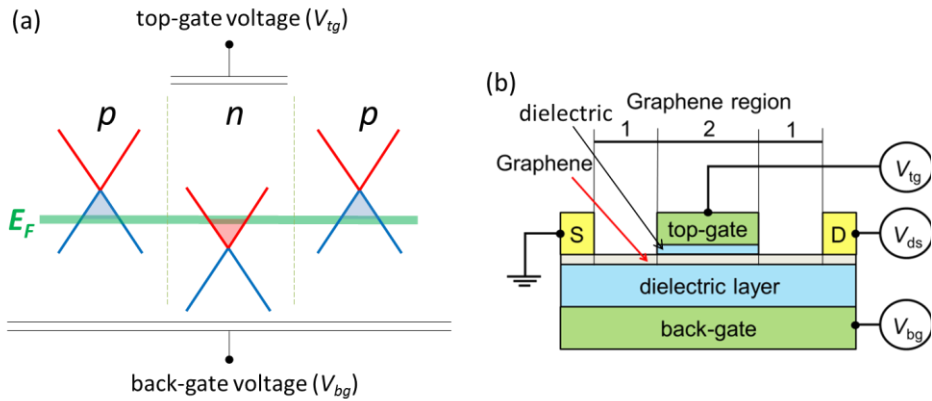 (a)
top-gate voltage (Vtg)
p n p
EF
back-gate voltage (Vbg)
(b)
dielectric
Graphene region
1 2 1
Graphene
Vtg
S
top-gate
D
Vds
dielectric layer
back-gate
Vbg